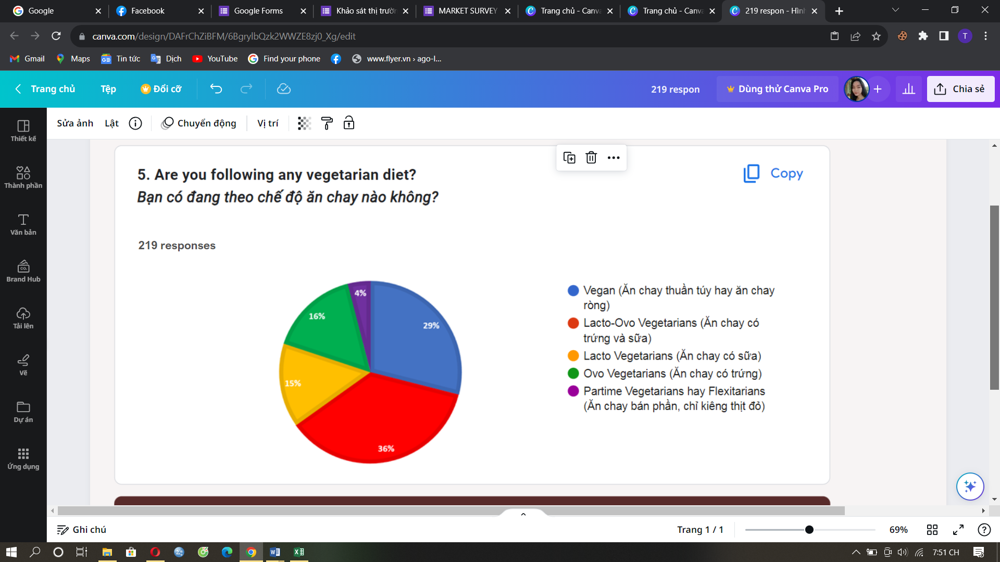 Google
Facebook
Google Forms
Khảo sát thị trườn
MARKET SURVEY
Trang chủ - Canva
Trang chủ - Canva
219 respon - Hình
canva.com/design/DAFrChZiBFM/6BgrylbQzk2WWZE8zj0_Xg/edit
T
Gmail
Maps
Tin tức
Dịch
YouTube
Find your phone
www.flyer.vn › ago-l...
Trang chủ
Tệp
Đổi cỡ
219 respon
Dùng thử Canva Pro
Chia sẻ
Sửa ảnh
Lật
Chuyển động
Vị trí
Thiết kế
Thành phần
Văn bản
Brand Hub
Tải lên
Vẽ
Dự án
Ứng dụng
5. Are you following any vegetarian diet?
Bạn có đang theo chế độ ăn chay nào không?
Copy
219 responses
4%
16%
29%
15%
36%
Vegan (Ăn chay thuần túy hay ăn chay
ròng)
Lacto-Ovo Vegetarians (Ăn chay có
trứng và sữa)
Lacto Vegetarians (Ăn chay có sữa)
Ovo Vegetarians (Ăn chay có trứng)
Partime Vegetarians hay Flexitarians
(Ăn chay bán phần, chỉ kiêng thịt đỏ)
Ghi chú
Trang 1 / 1
69%
7:51 CH